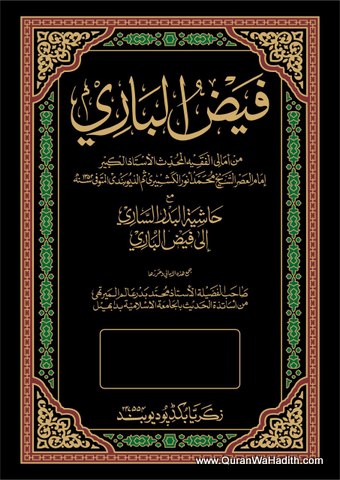 فيض الباري
من أمالي الفقيه المحدث الأستاذ الكبير
إمام العصر الشيخ محمد أنور الكشميري ثم الديوبندي المتوفى ١٣٥٢هـ
مع
حاشية البدر الساري
إلى فيض الباري
صاحب الفضيلة الأستاذ محمد بدر عالم الميرتهي
من أساتذة الحديث بالجامعة الإسلامية بدابهيل
زكريا بكڈپو ديوبند ٢٤٧٥٥٤
www.QuranWaHadith.com